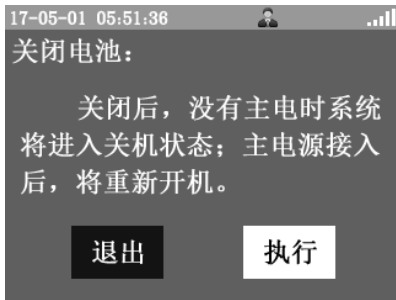 17-05-01 05:51:36
关闭电池：
关闭后，没有主电时系统
将进入关机状态；主电源接入
后，将重新开机。
退出 执行